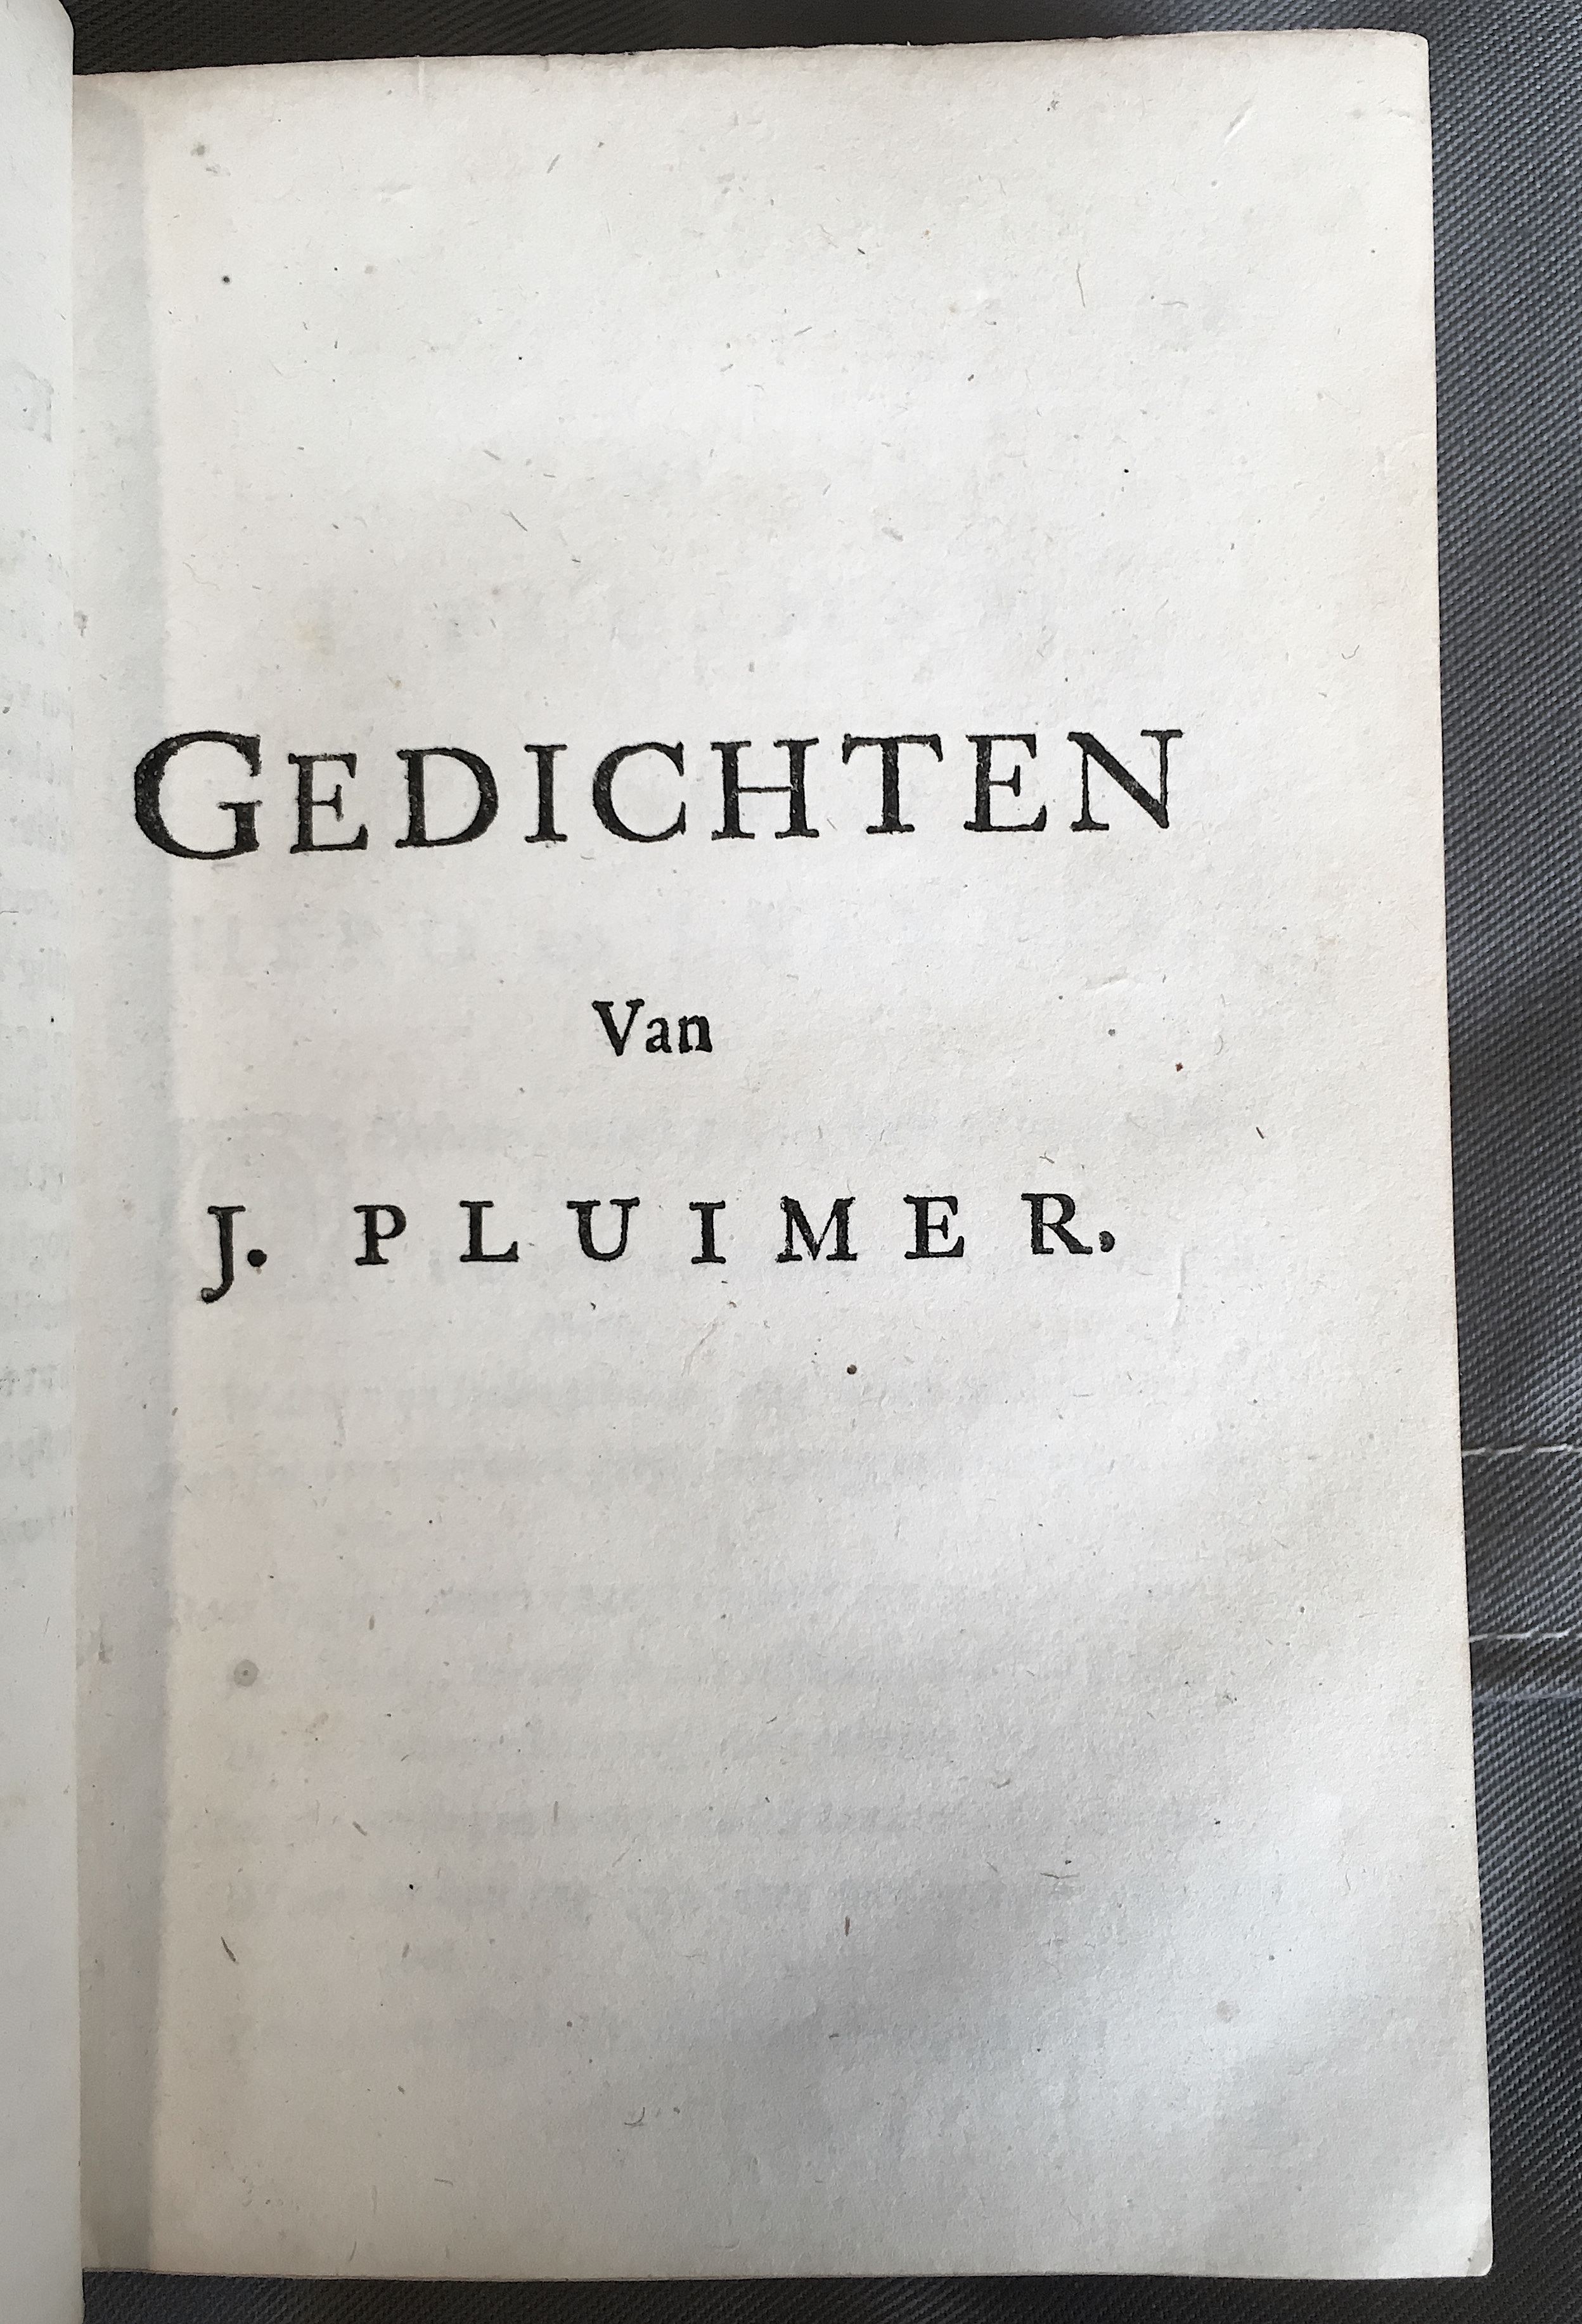 GEDICHTEN
Van
J. PLUIMER.